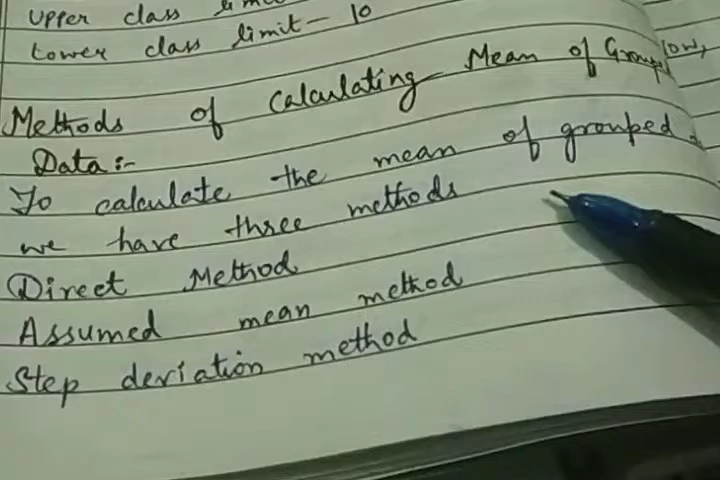 Upper class
Lower class limit - 10
Methods of Calculating Mean of Group
Data :-
To calculate the mean of grouped
we have three methods
Direct Method
Assumed mean method
Step deviation method